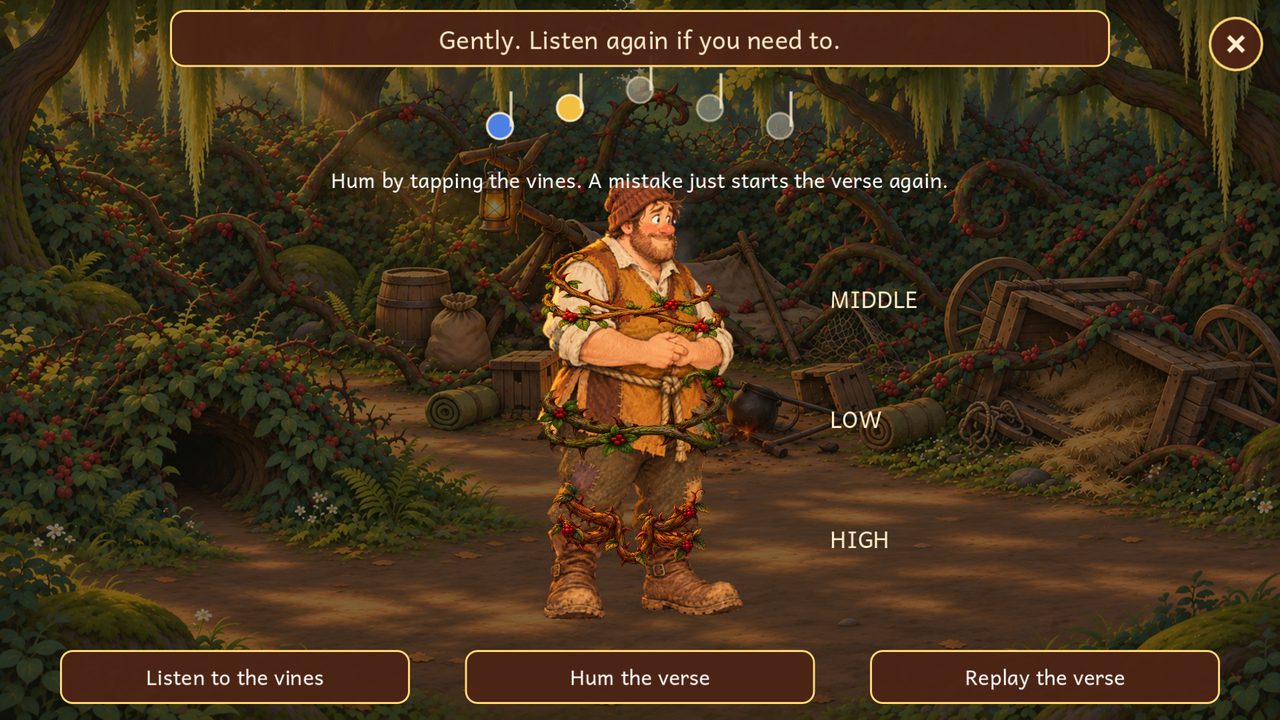 Gently. Listen again if you need to.
Hum by tapping the vines. A mistake just starts the verse again.
MIDDLE
LOW
HIGH
Listen to the vines
Hum the verse
Replay the verse